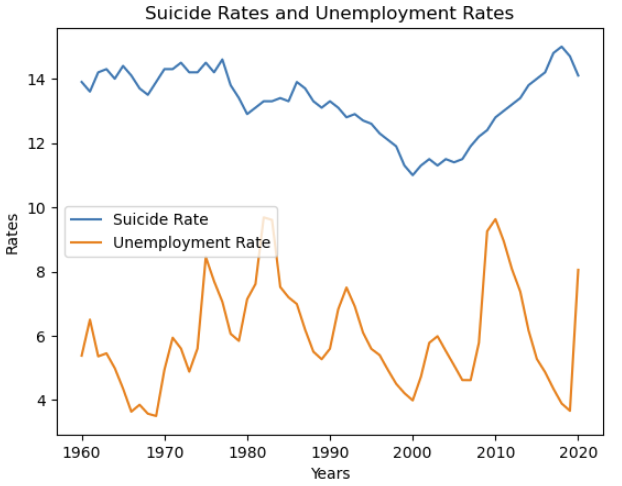 Suicide Rates and Unemployment Rates
Rates
14
12
10
8
6
4
Suicide Rate
Unemployment Rate
1960 1970 1980 1990 2000 2010 2020
Years